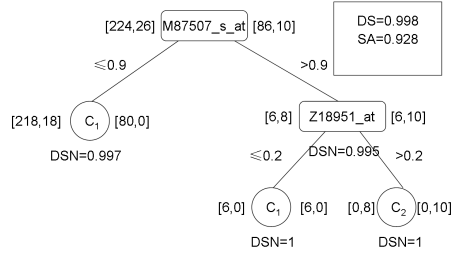 [224,26] M87507_s_at [86,10]
DS=0.998
SA=0.928
≤0.9 >0.9
[218,18] C1 [80,0]
DSN=0.997
[6,8] Z18951_at [6,10]
DSN=0.995
≤0.2 >0.2
[6,0] C1 [6,0]
DSN=1
[0,8] C2 [0,10]
DSN=1